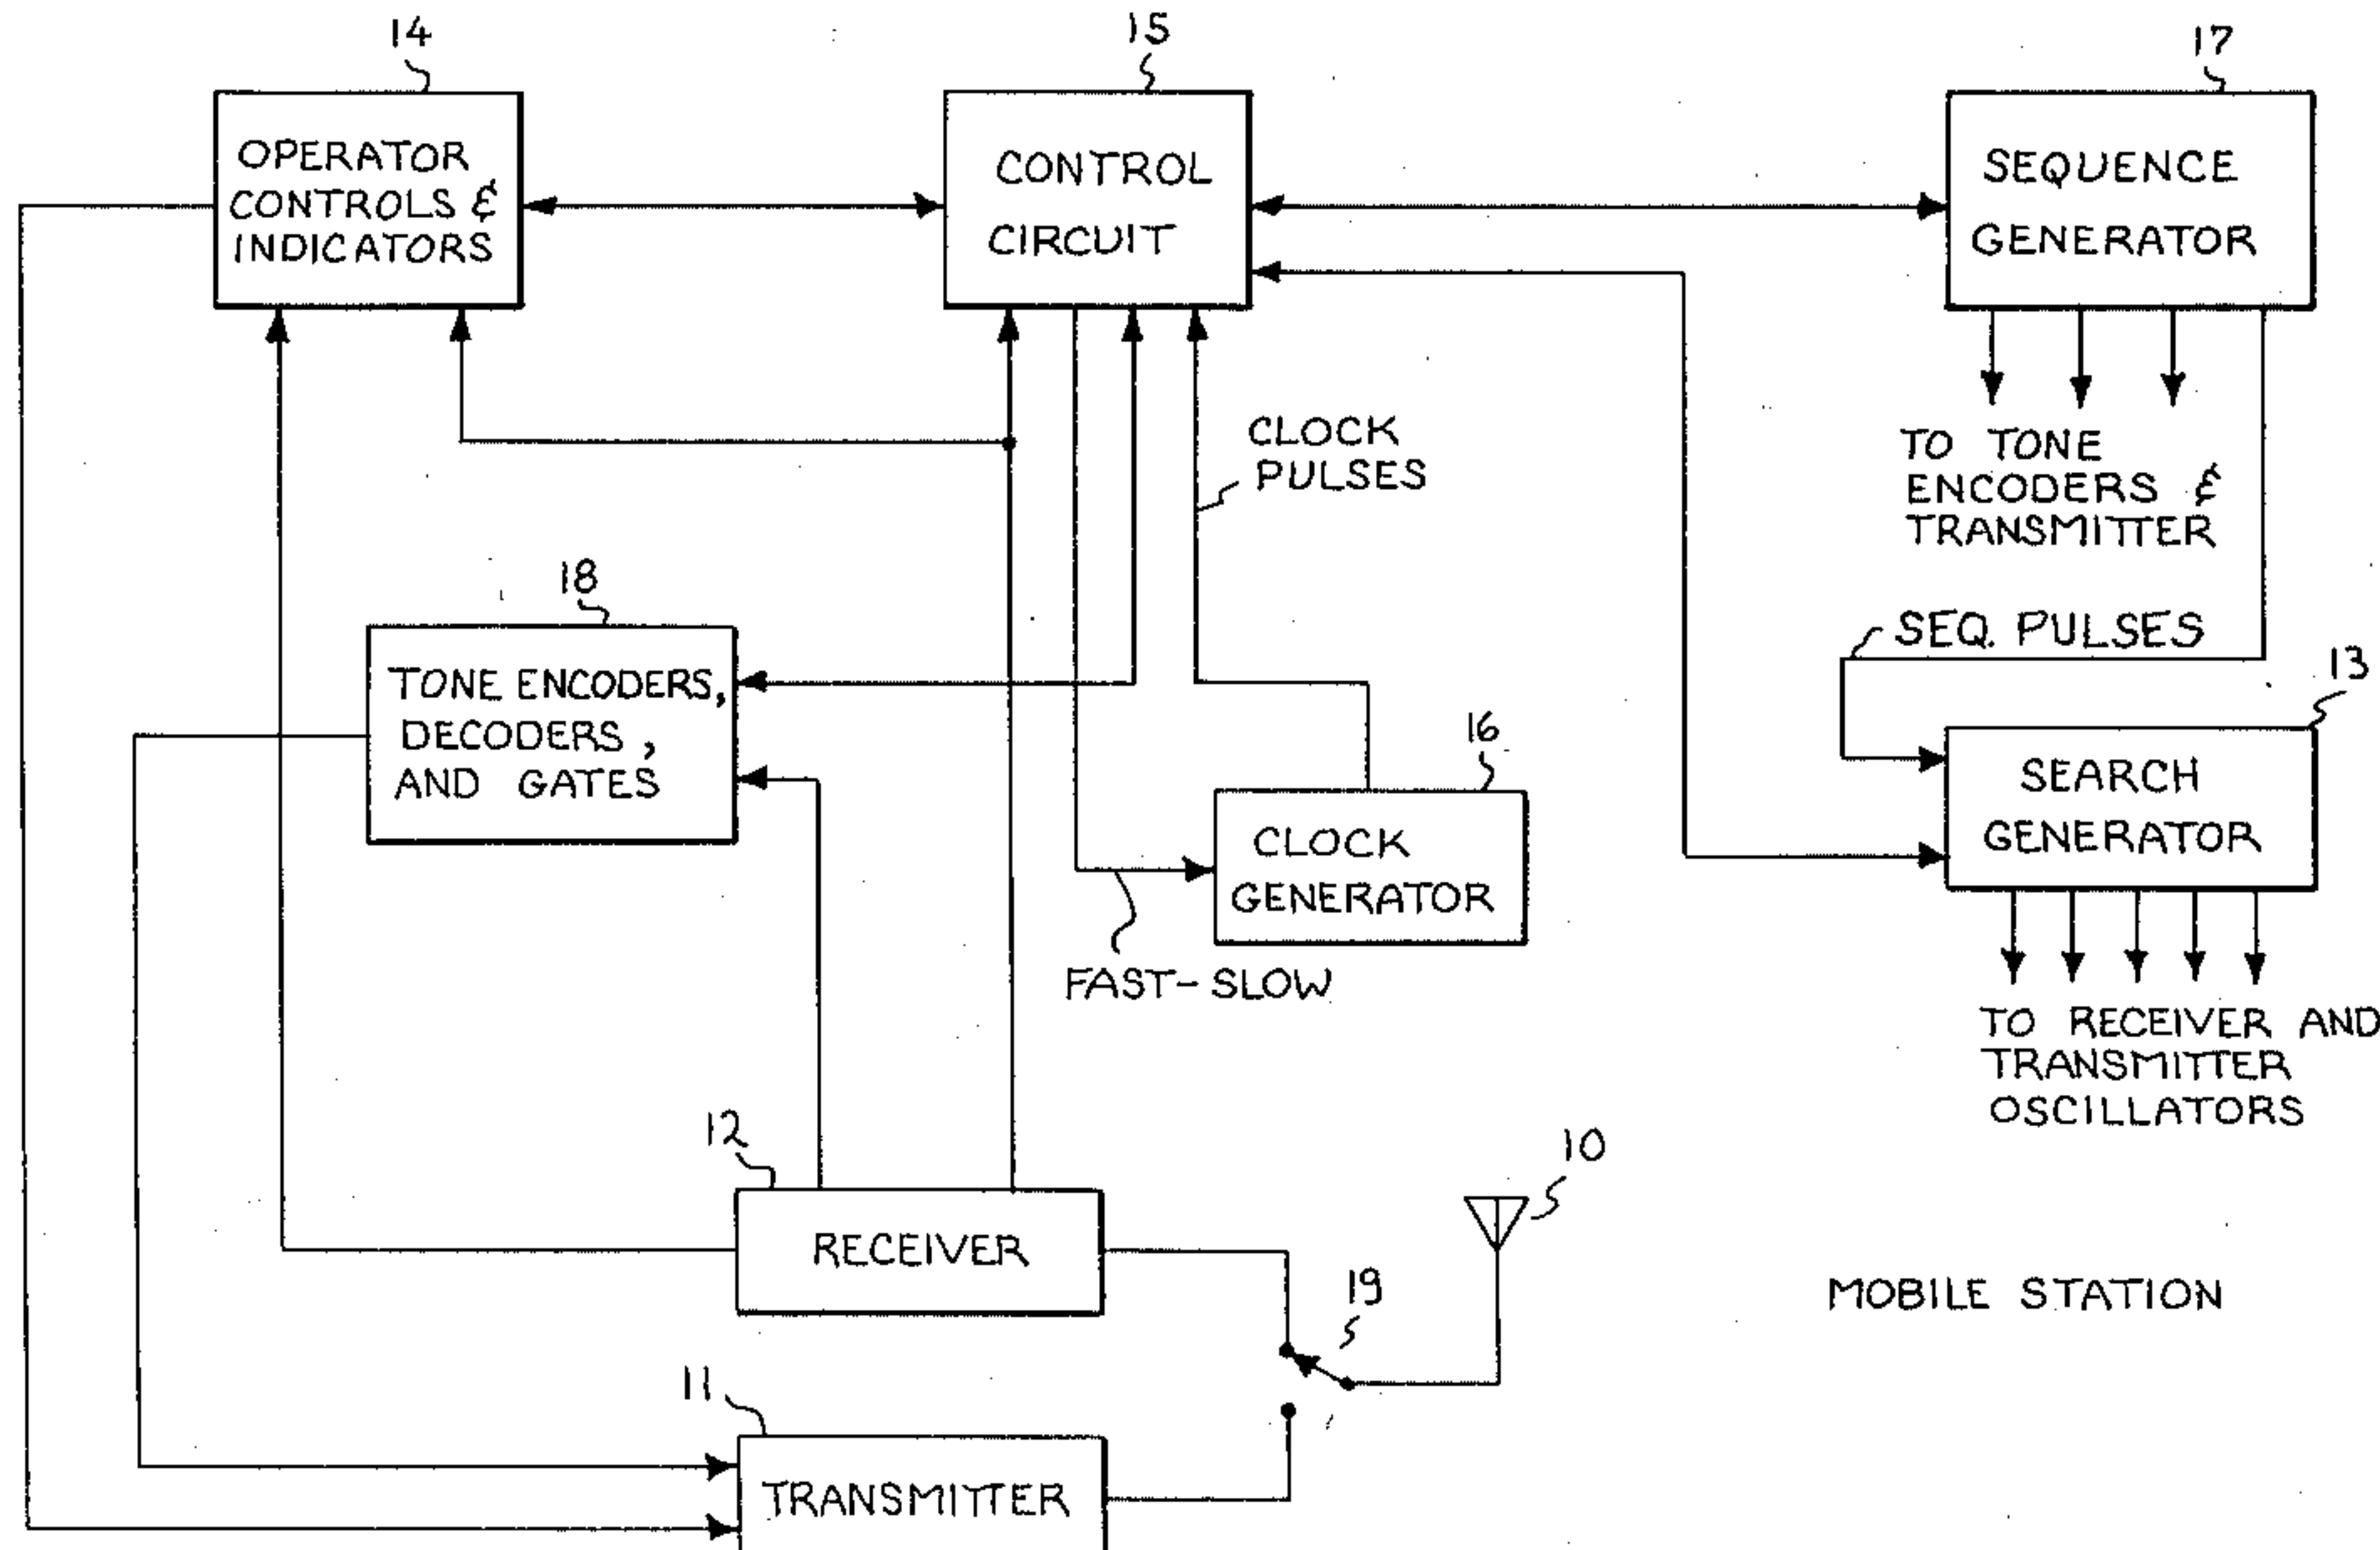 14
15
17
OPERATOR
CONTROLS &
INDICATORS
CONTROL
CIRCUIT
SEQUENCE
GENERATOR
CLOCK
PULSES
TO TONE
ENCODERS &
TRANSMITTER
18
TONE ENCODERS,
DECODERS,
AND GATES
SEQ. PULSES
13
16
CLOCK
GENERATOR
SEARCH
GENERATOR
FAST-SLOW
TO RECEIVER AND
TRANSMITTER
OSCILLATORS
12
10
RECEIVER
19
MOBILE STATION
11
TRANSMITTER